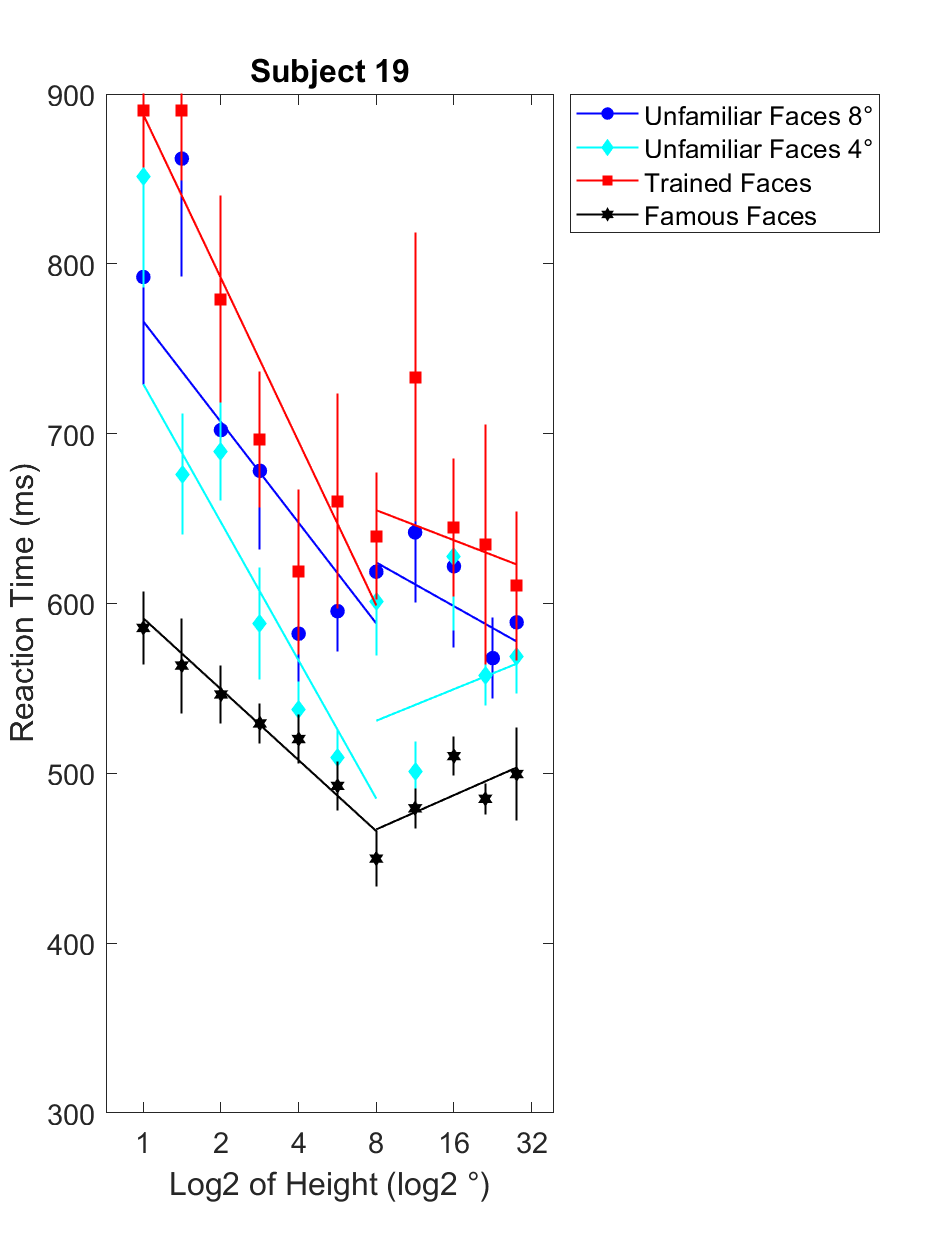 Subject 19
900
800
700
600
500
400
300
Reaction Time (ms)
1 2 4 8 16 32
Log2 of Height (log2 °)
Unfamiliar Faces 8°
Unfamiliar Faces 4°
Trained Faces
Famous Faces